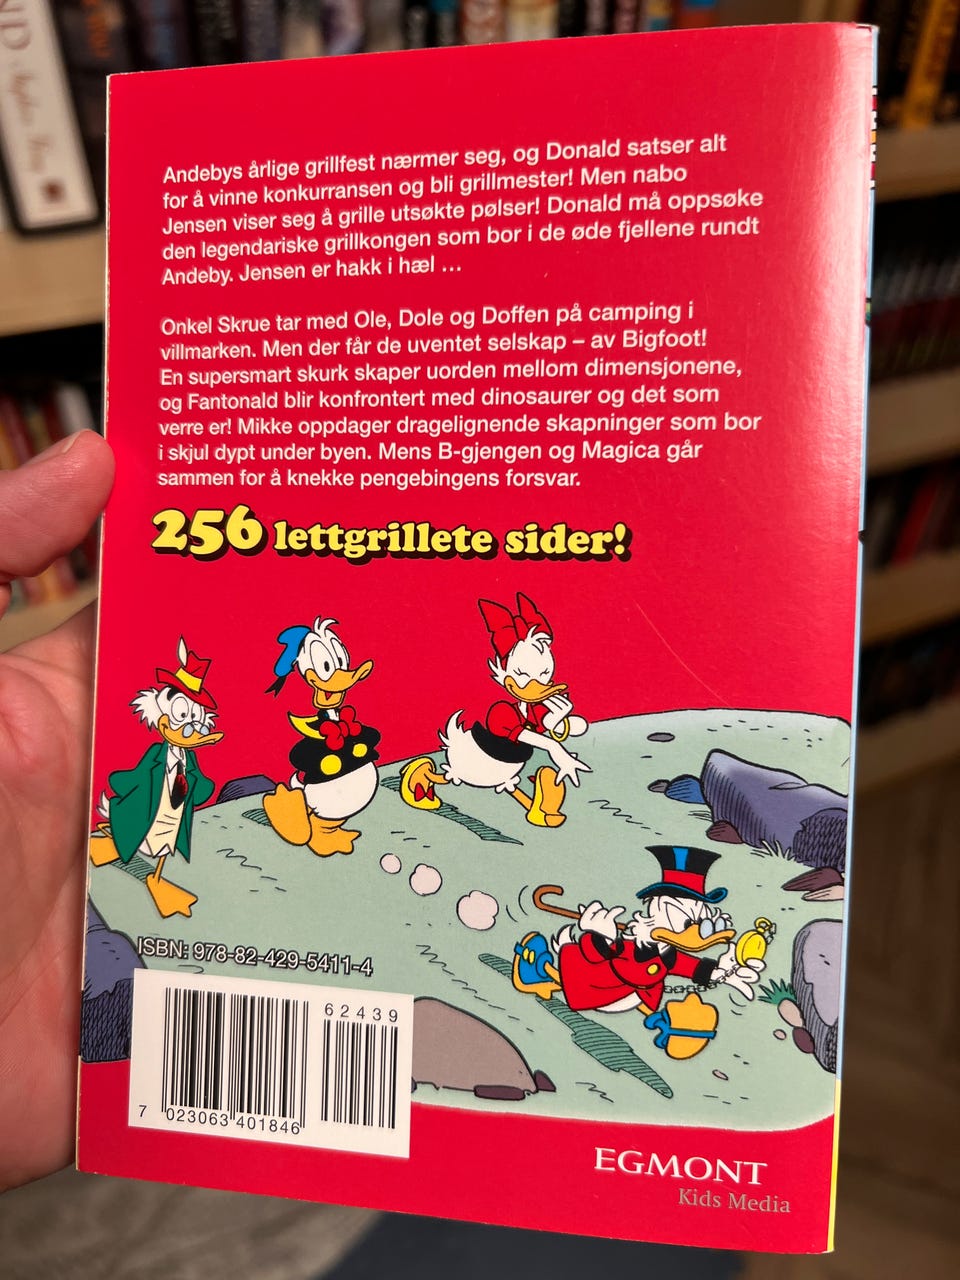 Andebys årlige grillfest nærmer seg, og Donald satser alt
for å vinne konkurransen og bli grillmester! Men nabo
Jensen viser seg å grille utsøkte pølser! Donald må oppsøke
den legendariske grillkongen som bor i de øde fjellene rundt
Andeby. Jensen er hakk i hæl ...
Onkel Skrue tar med Ole, Dole og Doffen på camping i
villmarken. Men der får de uventet selskap – av Bigfoot!
En supersmart skurk skaper uorden mellom dimensjonene,
og Fantonald blir konfrontert med dinosaurer og det som
verre er! Mikke oppdager dragelignende skapninger som bor
i skjul dypt under byen. Mens B-gjengen og Magica går
sammen for å knekke pengebingens forsvar.
256 lettgrillete sider!
ISBN: 978-82-429-5411-4
62439
7 023063 401846
EGMONT
Kids Media